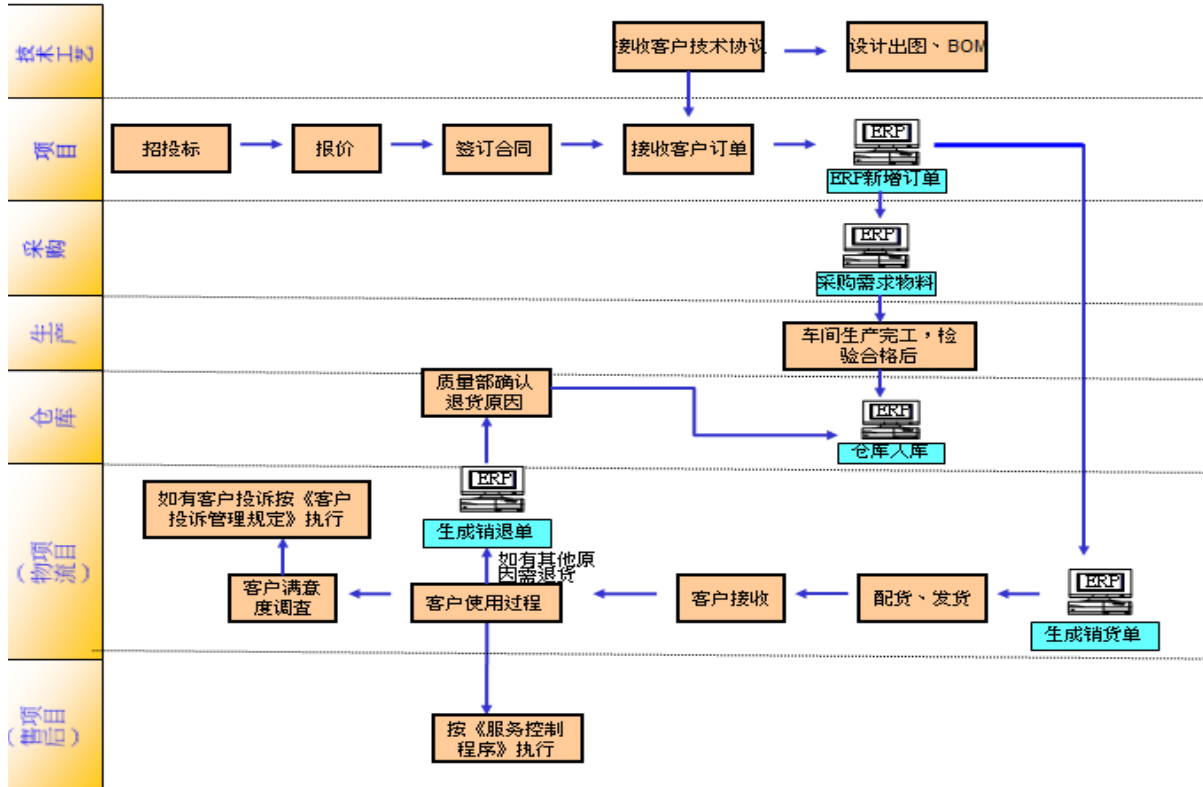 技术工艺
接收客户技术协议
设计出图、BOM
项目
招投标
报价
签订合同
接收客户订单
ERP
ERP新增订单
采购
ERP
采购需求物料
生产
车间生产完工，检
验合格后
仓库
质量部确认
退货原因
ERP
仓库入库
项目
（物流）
如有客户投诉按《客户
投诉管理规定》执行
ERP
生成销退单
如有其他原
因需退货
客户满意
度调查
客户使用过程
客户接收
配货、发货
ERP
生成销货单
项目
（售后）
按《服务控制
程序》执行